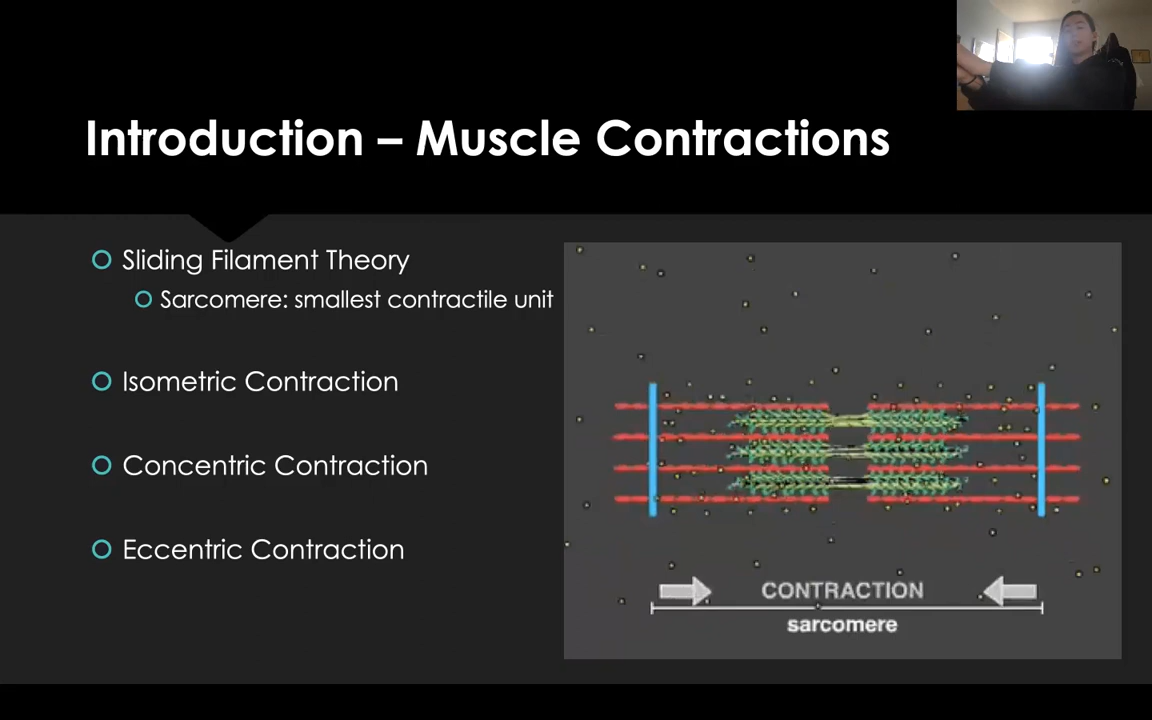 Introduction – Muscle Contractions
Sliding Filament Theory
Sarcomere: smallest contractile unit
Isometric Contraction
Concentric Contraction
Eccentric Contraction
CONTRACTION
sarcomere